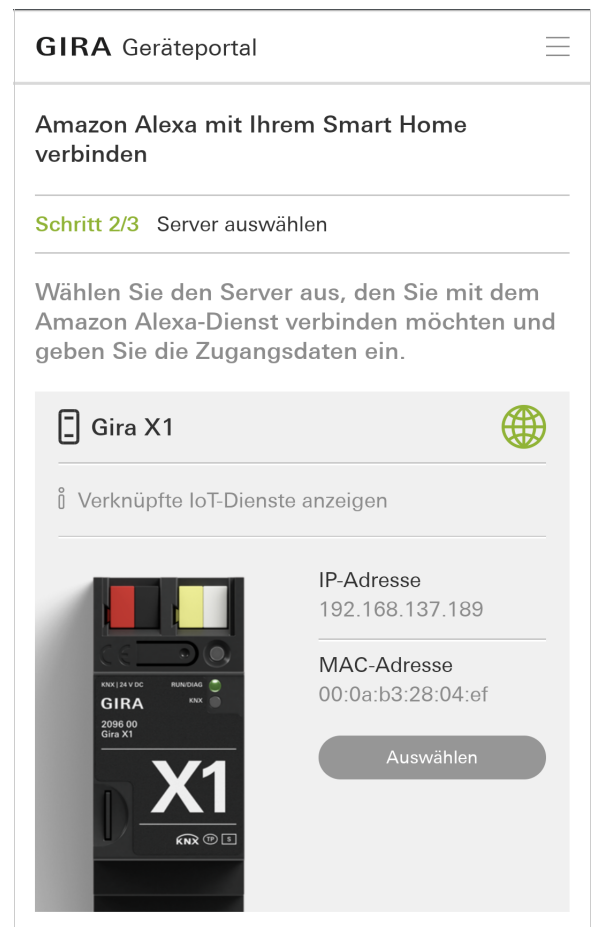 GIRA Geräteportal
Amazon Alexa mit Ihrem Smart Home
verbinden
Schritt 2/3 Server auswählen
Wählen Sie den Server aus, den Sie mit dem
Amazon Alexa-Dienst verbinden möchten und
geben Sie die Zugangsdaten ein.
Gira X1
Verknüpfte IoT-Dienste anzeigen
IP-Adresse
192.168.137.189
MAC-Adresse
00:0a:b3:28:04:ef
Auswählen
KNX | 24 V DC RUN/DIAG
GIRA KNX
2096 00
Gira X1
X1
KNX TP S